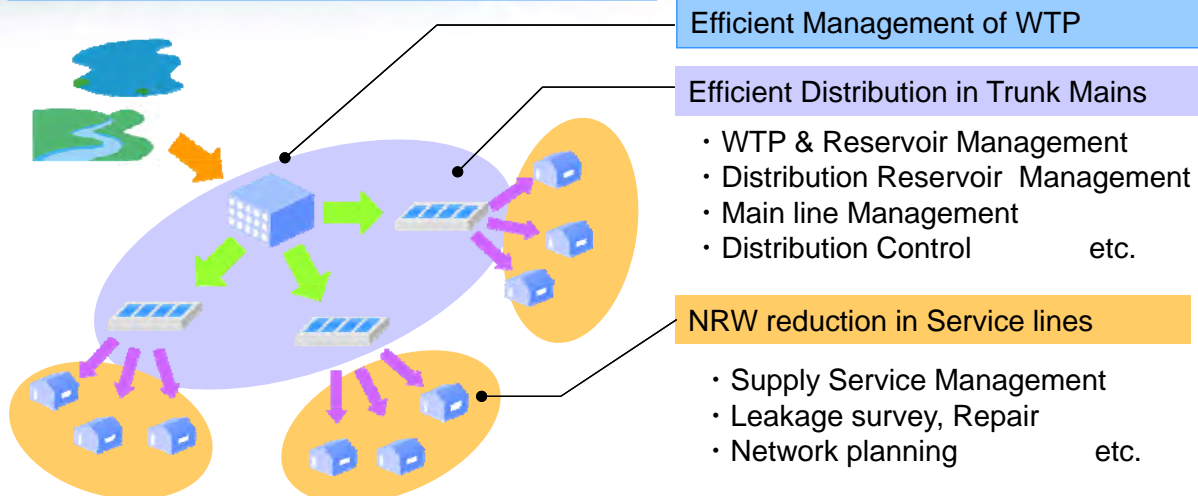 Efficient Management of WTP
Efficient Distribution in Trunk Mains
・WTP & Reservoir Management
・Distribution Reservoir Management
・Main line Management
・Distribution Control etc.
NRW reduction in Service lines
・Supply Service Management
・Leakage survey, Repair
・Network planning etc.